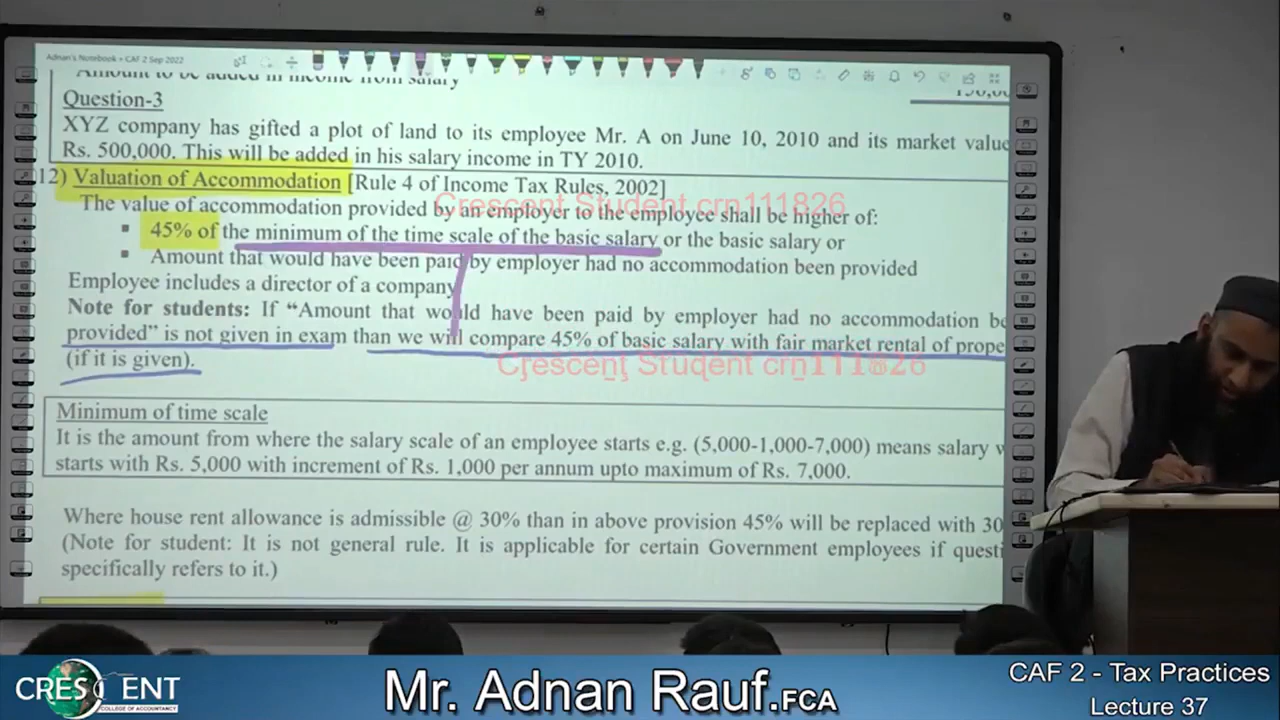 Adnan's Notebook • CAF 2 Sep 2022
Amount to be added in income from salary
Question-3
XYZ company has gifted a plot of land to its employee Mr. A on June 10, 2010 and its market value
Rs. 500,000. This will be added in his salary income in TY 2010.
12) Valuation of Accommodation [Rule 4 of Income Tax Rules, 2002]
Crescent Student crn111826
The value of accommodation provided by an employer to the employee shall be higher of:
▪ 45% of the minimum of the time scale of the basic salary or the basic salary or
▪ Amount that would have been paid by employer had no accommodation been provided
Employee includes a director of a company
Note for students: If “Amount that would have been paid by employer had no accommodation be
provided” is not given in exam than we will compare 45% of basic salary with fair market rental of prope
(if it is given).
Crescent Student crn111826
Minimum of time scale
It is the amount from where the salary scale of an employee starts e.g. (5,000-1,000-7,000) means salary w
starts with Rs. 5,000 with increment of Rs. 1,000 per annum upto maximum of Rs. 7,000.
Where house rent allowance is admissible @ 30% than in above provision 45% will be replaced with 30
(Note for student: It is not general rule. It is applicable for certain Government employees if questi
specifically refers to it.)
CRESCENT
COLLEGE OF ACCOUNTANCY
Mr. Adnan Rauf.FCA
CAF 2 - Tax Practices
Lecture 37